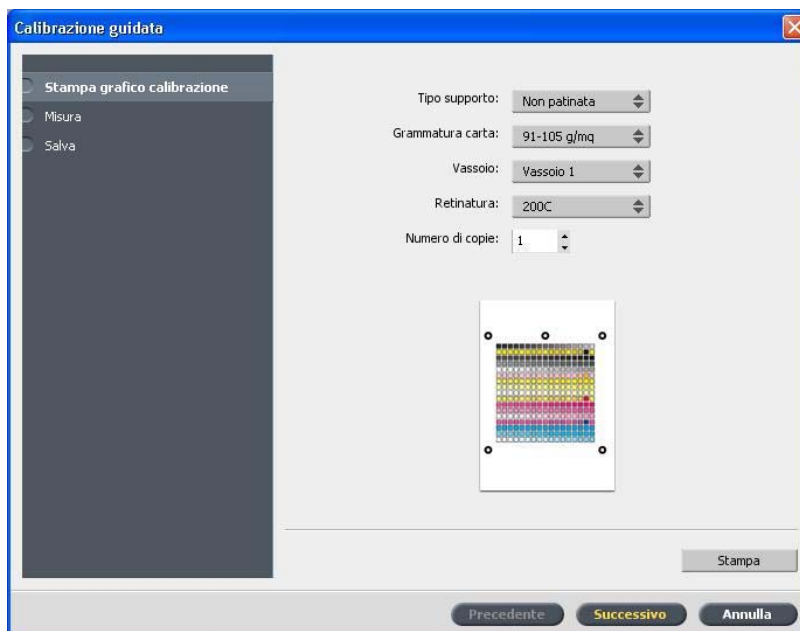 Calibrazione guidata
Stampa grafico calibrazione
Misura
Salva
Tipo supporto: Non patinata
Grammatura carta: 91-105 g/mq
Vassoio: Vassoio 1
Retinatura: 200C
Numero di copie: 1
Stampa
Precedente Successivo Annulla